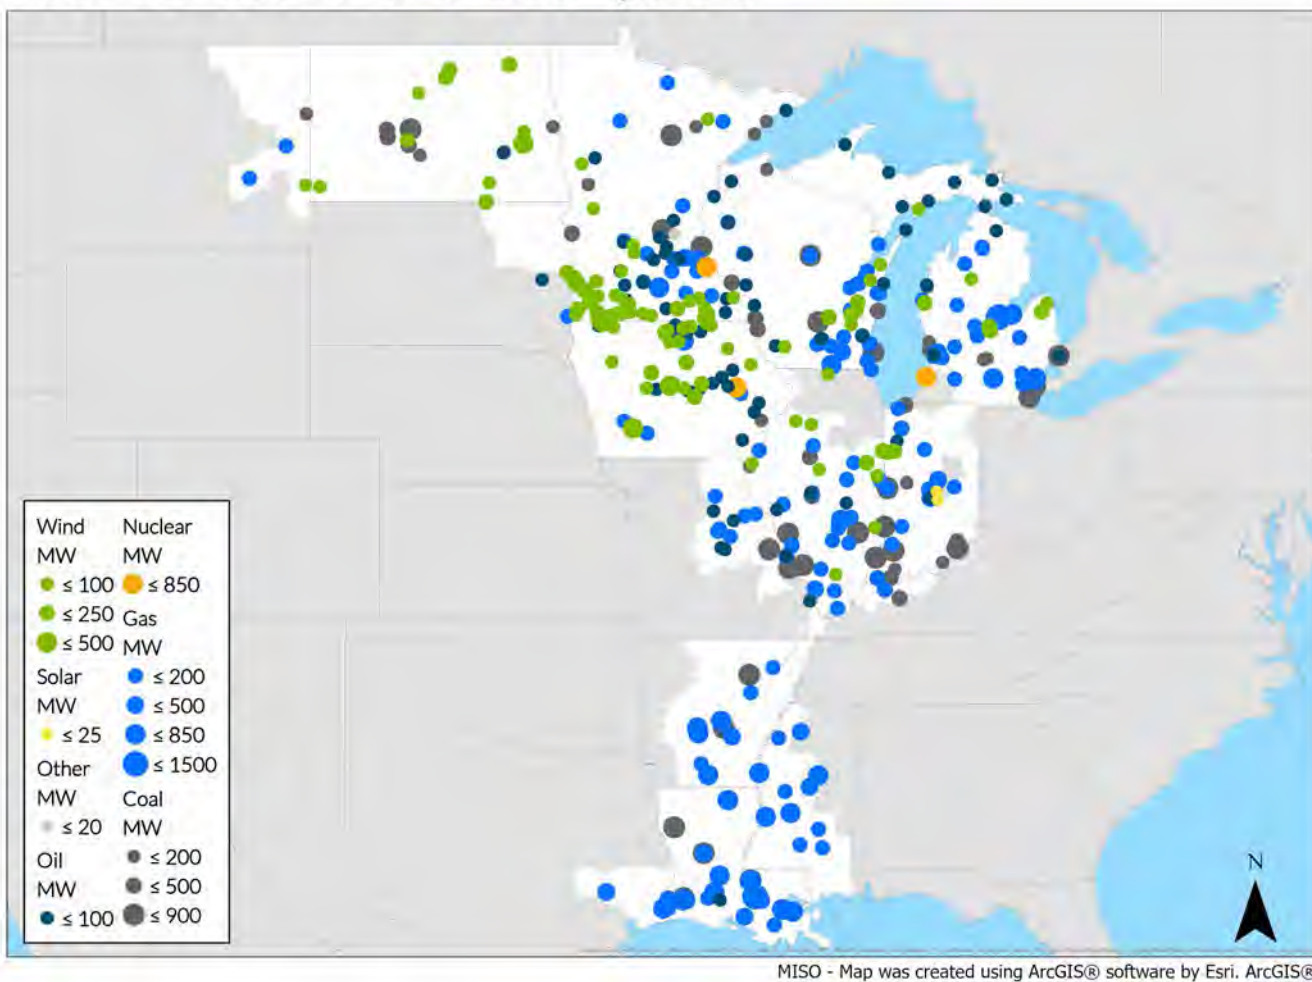 Wind
MW
≤ 100
≤ 250
≤ 500
Solar
MW
≤ 25
Other
MW
≤ 20
Oil
MW
≤ 100
Nuclear
MW
≤ 850
Gas
MW
≤ 200
≤ 500
≤ 850
≤ 1500
Coal
MW
≤ 200
≤ 500
≤ 900
N
MISO - Map was created using ArcGIS® software by Esri. ArcGIS®